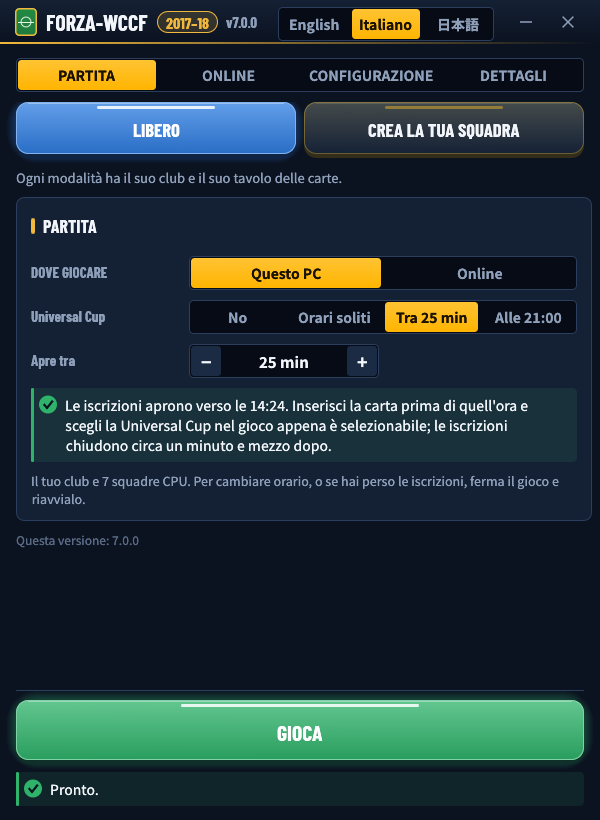 FORZA-WCCF 2017-18 v7.0.0 English Italiano 日本語
PARTITA ONLINE CONFIGURAZIONE DETTAGLI
LIBERO CREA LA TUA SQUADRA
Ogni modalità ha il suo club e il suo tavolo delle carte.
PARTITA
DOVE GIOCARE Questo PC Online
Universal Cup No Orari soliti Tra 25 min Alle 21:00
Apre tra − 25 min +
Le iscrizioni aprono verso le 14:24. Inserisci la carta prima di quell'ora e
scegli la Universal Cup nel gioco appena è selezionabile; le iscrizioni
chiudono circa un minuto e mezzo dopo.
Il tuo club e 7 squadre CPU. Per cambiare orario, o se hai perso le iscrizioni, ferma il gioco e
riavvialo.
Questa versione: 7.0.0
GIOCA
Pronto.